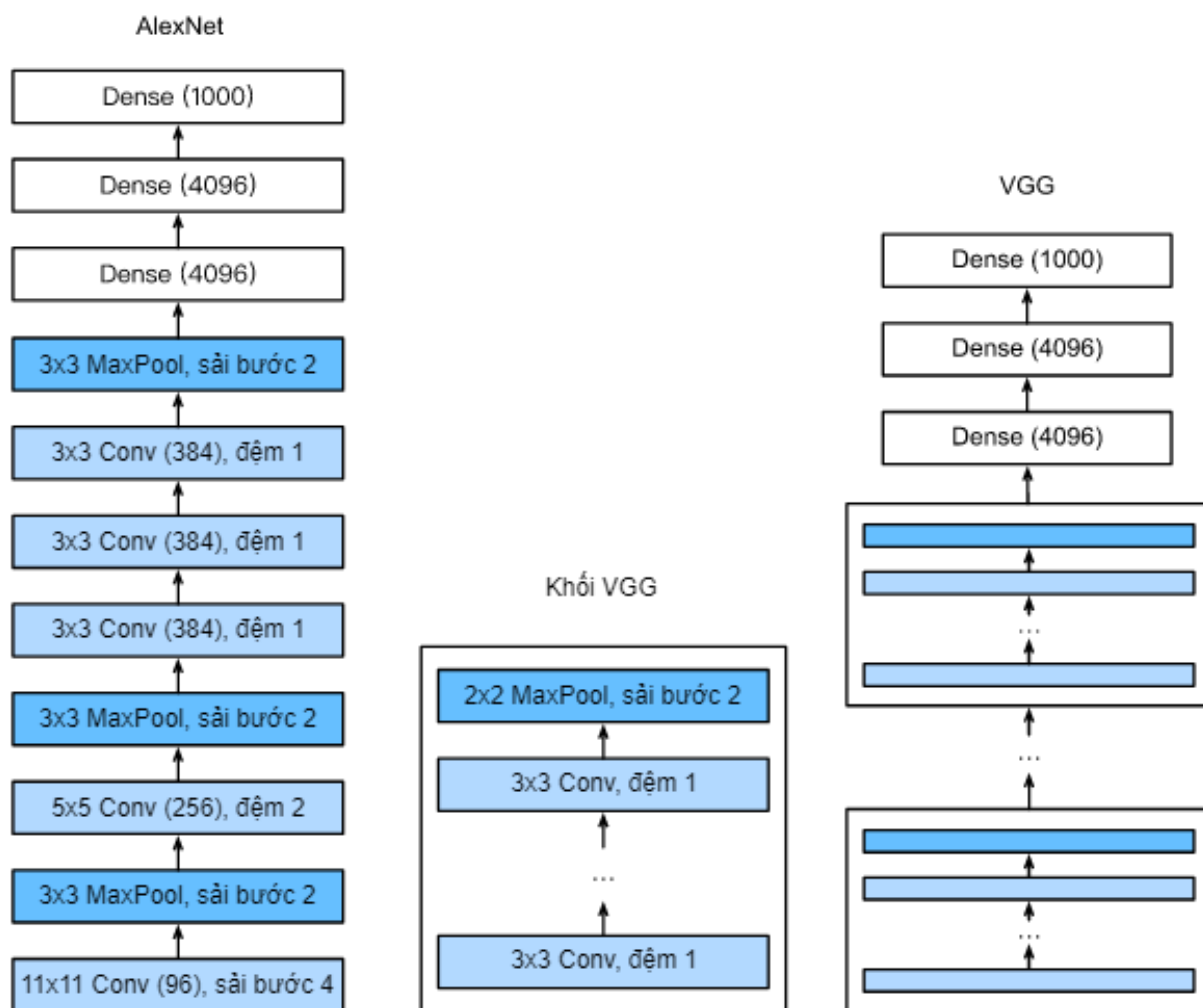 AlexNet
Dense (1000)
Dense (4096)
Dense (4096)
3x3 MaxPool, sải bước 2
3x3 Conv (384), đệm 1
3x3 Conv (384), đệm 1
3x3 Conv (384), đệm 1
3x3 MaxPool, sải bước 2
5x5 Conv (256), đệm 2
3x3 MaxPool, sải bước 2
11x11 Conv (96), sải bước 4
Khối VGG
2x2 MaxPool, sải bước 2
3x3 Conv, đệm 1
...
3x3 Conv, đệm 1
VGG
Dense (1000)
Dense (4096)
Dense (4096)
...
...
...